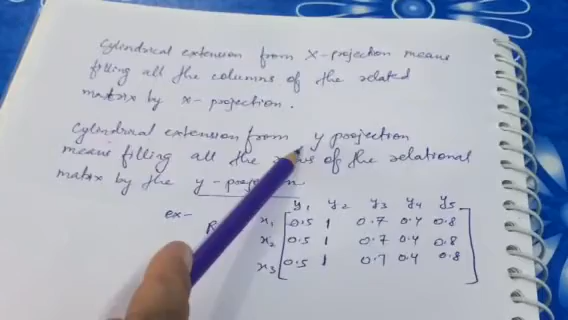 Cylindrical extension from X-projection means
filling all the columns of the related
matrix by x-projection.
Cylindrical extension from y projection
means filling all the of the relational
matrix by the y-projection
ex- R
y1 y2 y3 y4 y5
x1 0.5 1 0.7 0.4 0.8
x2 0.5 1 0.7 0.4 0.8
x3 0.5 1 0.7 0.4 0.8